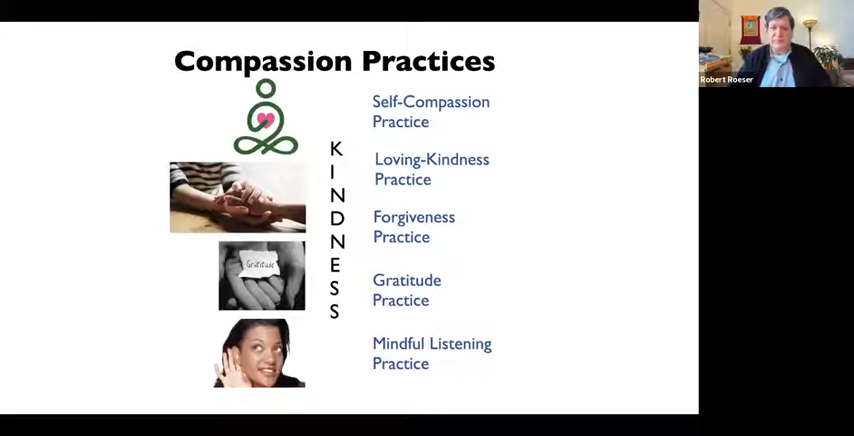 Compassion Practices
Robert Roeser
Self-Compassion
Practice
Loving-Kindness
Practice
Forgiveness
Practice
Gratitude
Practice
Mindful Listening
Practice
K
I
N
D
N
E
S
S
Gratitude